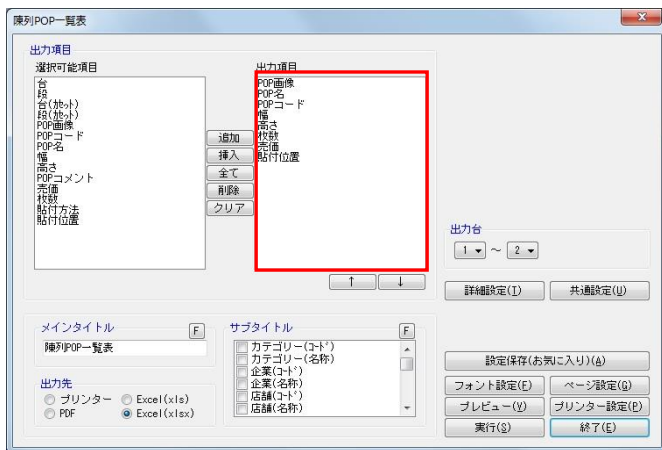 陳列POP一覧表
出力項目
選択可能項目
台
段
台(ｶｾｯﾄ)
段(ｶｾｯﾄ)
POP画像
POPコード
POP名
幅
高さ
POPコメント
売価
枚数
貼付方法
貼付位置
追加
挿入
全て
削除
クリア
出力項目
POP画像
POP名
POPコード
幅
高さ
枚数
売価
貼付位置
↑ ↓
出力台
1 ～ 2
詳細設定(I) 共通設定(U)
メインタイトル F
陳列POP一覧表
出力先
プリンター Excel(xls)
PDF Excel(xlsx)
サブタイトル F
カテゴリー(ｺｰﾄﾞ)
カテゴリー(名称)
企業(ｺｰﾄﾞ)
企業(名称)
店舗(ｺｰﾄﾞ)
店舗(名称)
設定保存(お気に入り)(A)
フォント設定(F) ページ設定(G)
プレビュー(V) プリンター設定(P)
実行(S) 終了(E)